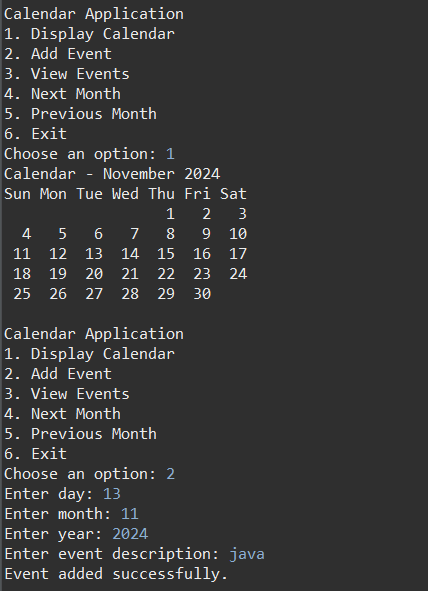 Calendar Application
1. Display Calendar
2. Add Event
3. View Events
4. Next Month
5. Previous Month
6. Exit
Choose an option: 1
Calendar - November 2024
Sun Mon Tue Wed Thu Fri Sat
                  1   2   3
  4   5   6   7   8   9  10
 11  12  13  14  15  16  17
 18  19  20  21  22  23  24
 25  26  27  28  29  30

Calendar Application
1. Display Calendar
2. Add Event
3. View Events
4. Next Month
5. Previous Month
6. Exit
Choose an option: 2
Enter day: 13
Enter month: 11
Enter year: 2024
Enter event description: java
Event added successfully.